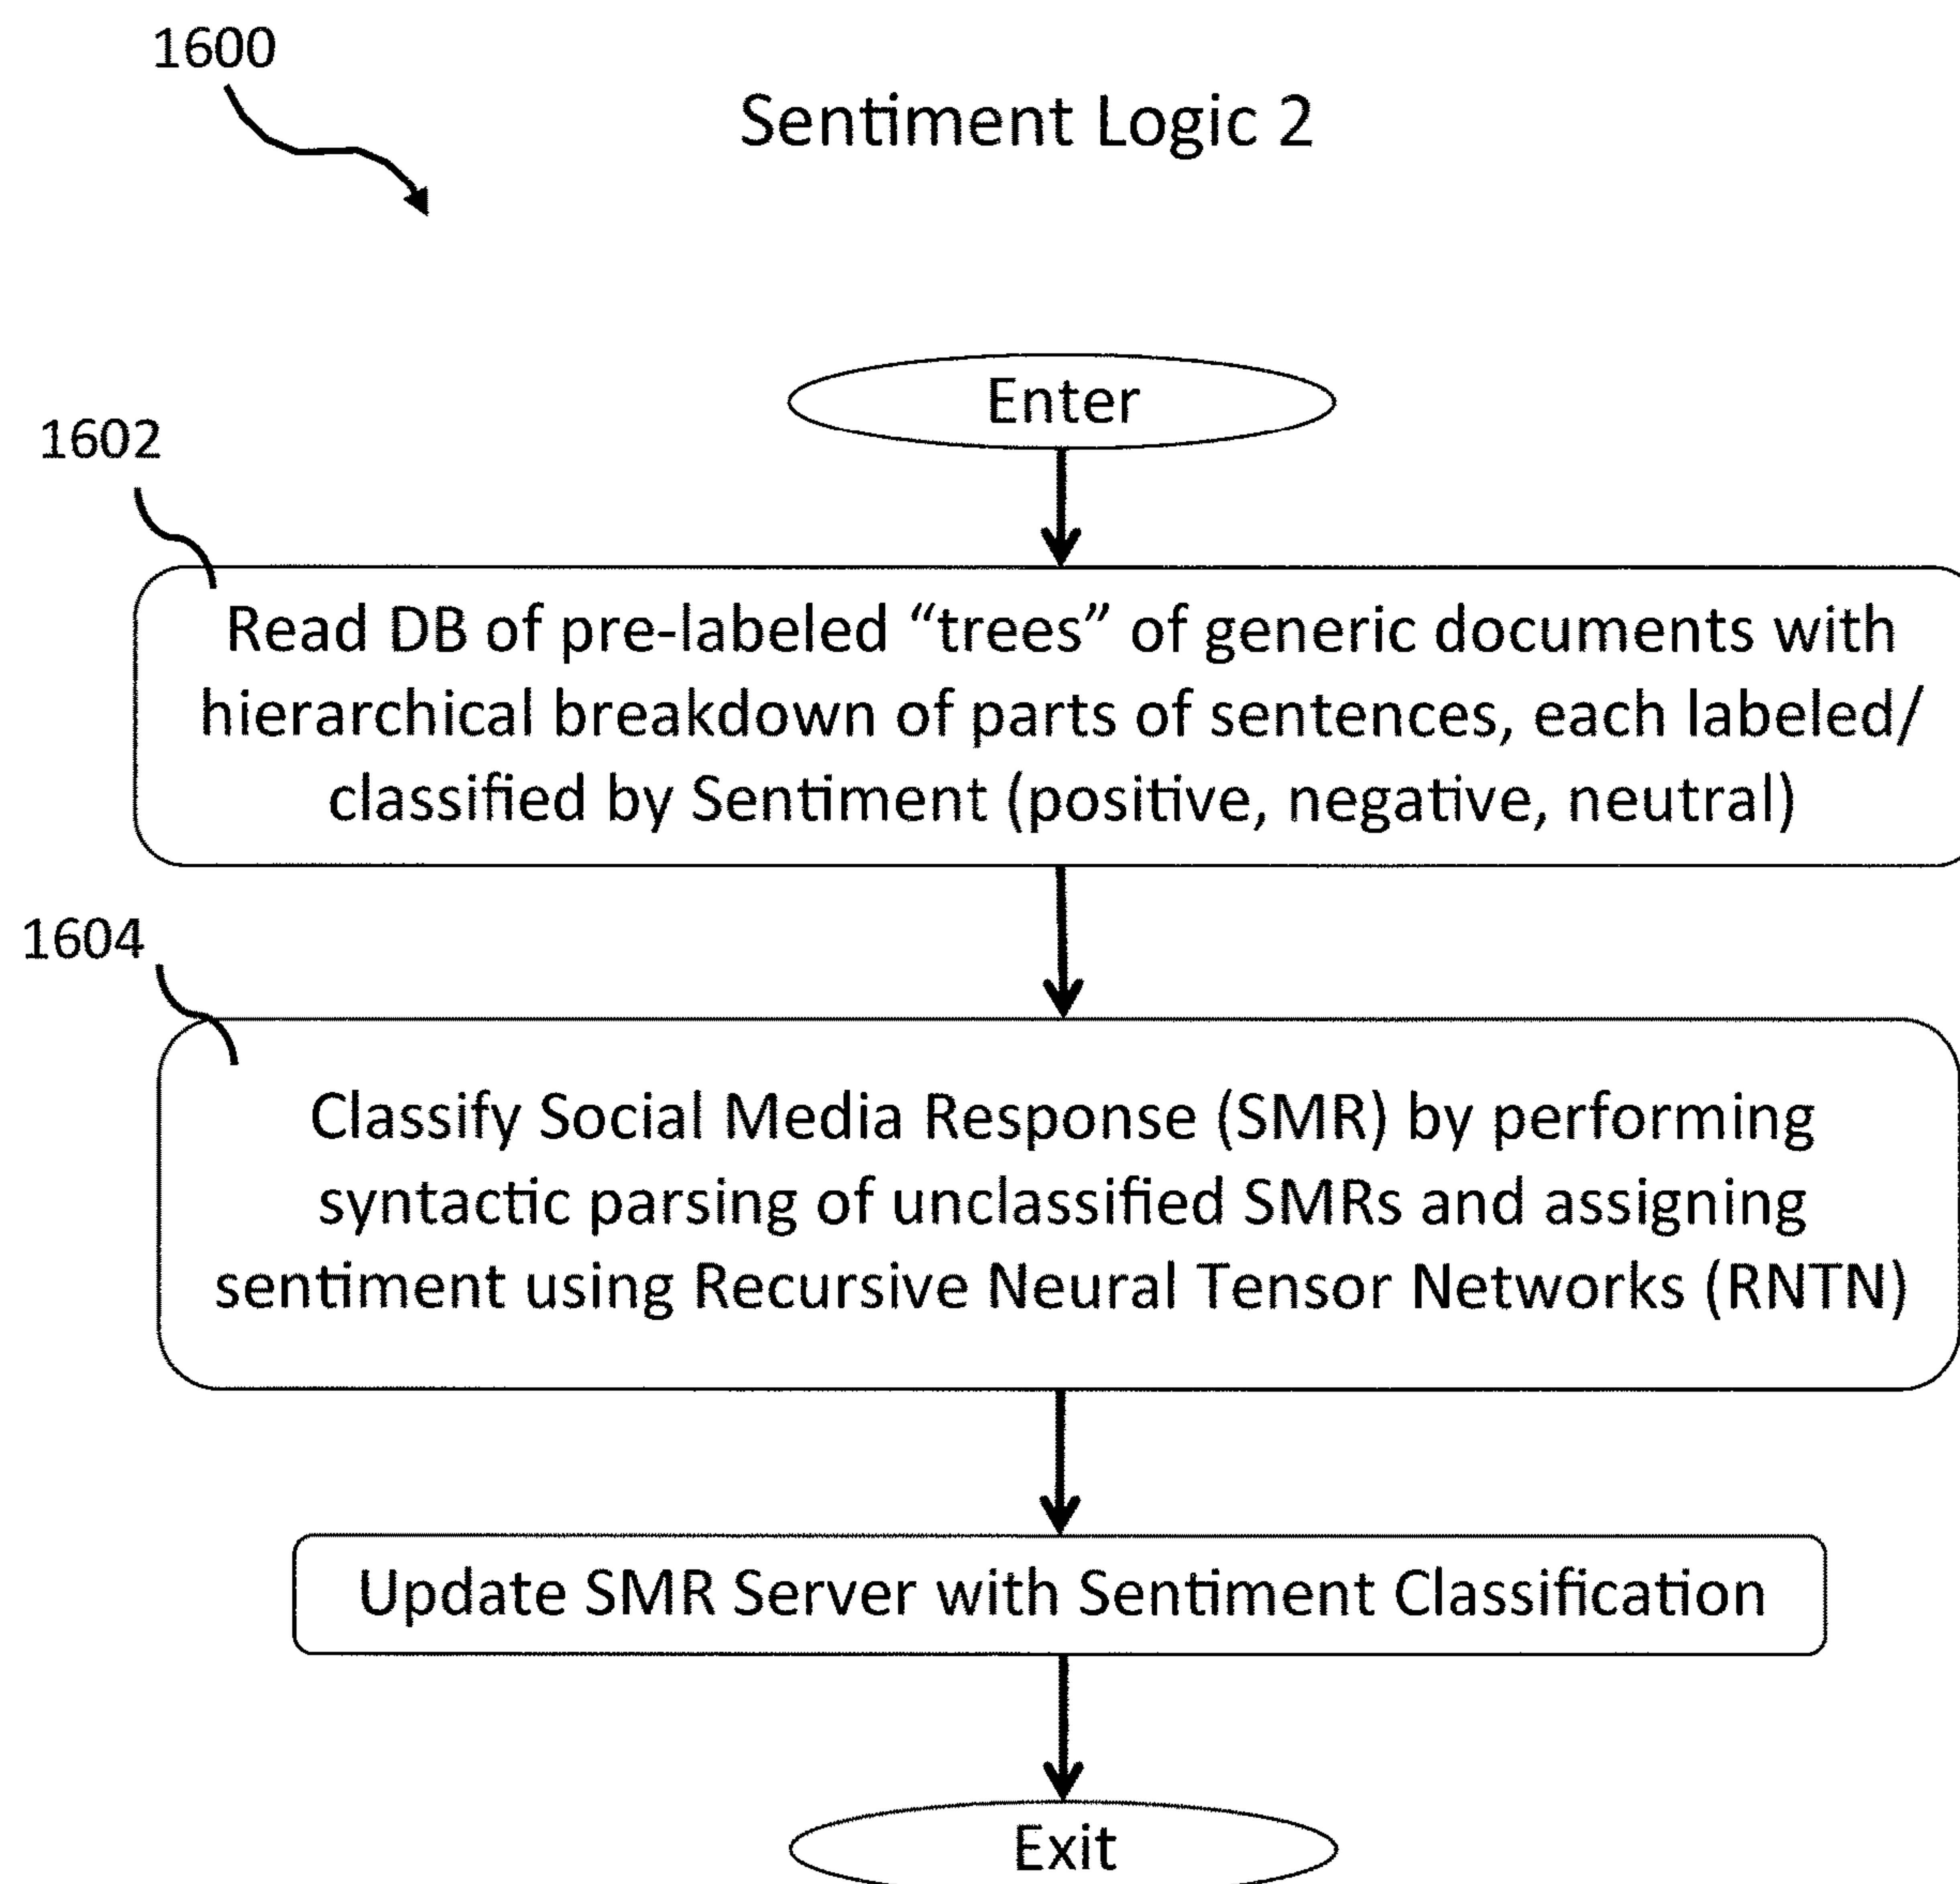 1600
Sentiment Logic 2
Enter
1602
Read DB of pre-labeled “trees” of generic documents with
hierarchical breakdown of parts of sentences, each labeled/
classified by Sentiment (positive, negative, neutral)
1604
Classify Social Media Response (SMR) by performing
syntactic parsing of unclassified SMRs and assigning
sentiment using Recursive Neural Tensor Networks (RNTN)
Update SMR Server with Sentiment Classification
Exit